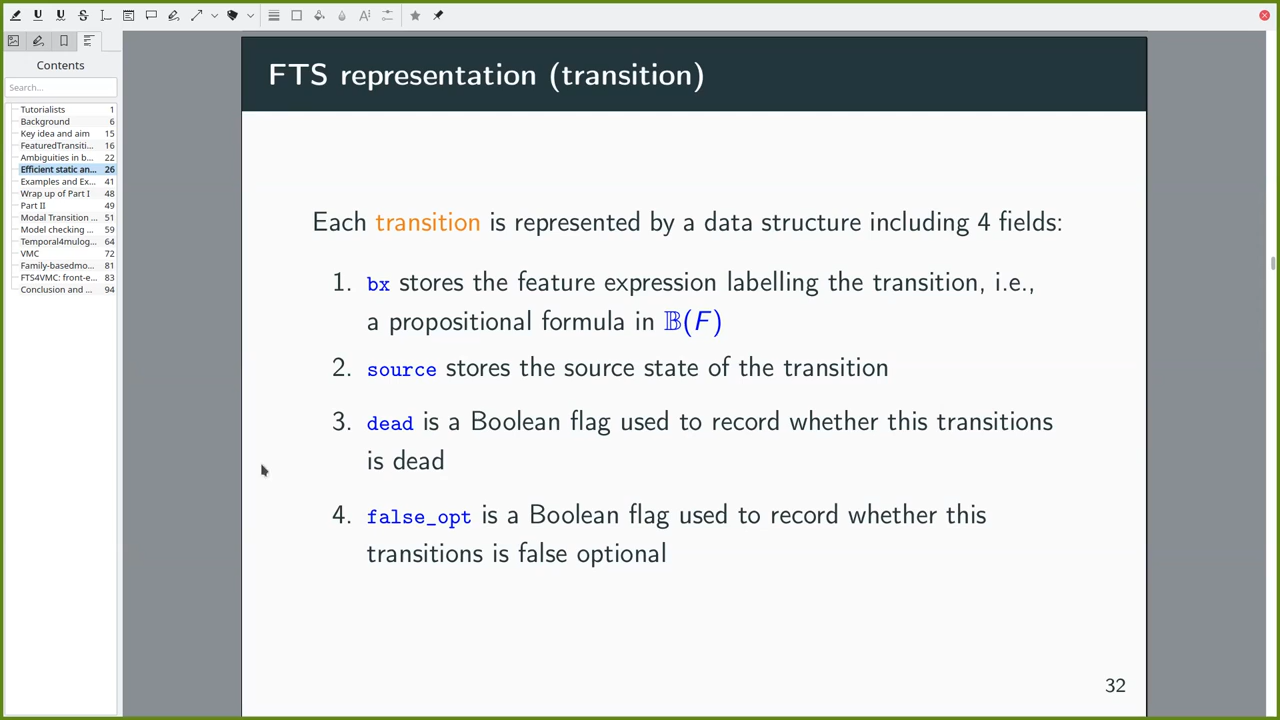 Contents
Search...
Tutorialists 1
Background 6
Key idea and aim 15
FeaturedTransiti... 16
Ambiguities in b... 22
Efficient static an... 26
Examples and Ex... 41
Wrap up of Part I 48
Part II 49
Modal Transition ... 51
Model checking ... 59
Temporal4mulog... 64
VMC 72
Family-basedmo... 81
FTS4VMC: front-e... 83
Conclusion and ... 94
FTS representation (transition)
Each transition is represented by a data structure including 4 fields:
1. bx stores the feature expression labelling the transition, i.e.,
a propositional formula in 𝔹(F)
2. source stores the source state of the transition
3. dead is a Boolean flag used to record whether this transitions
is dead
4. false_opt is a Boolean flag used to record whether this
transitions is false optional
32